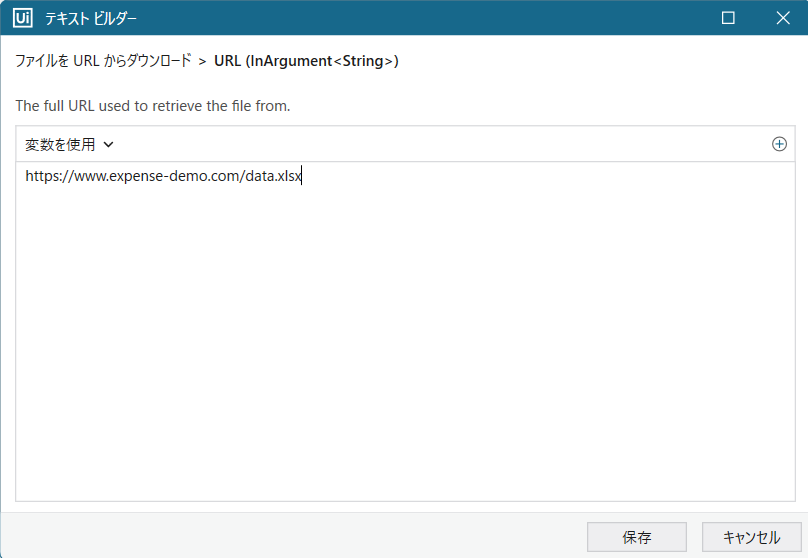 Ui テキスト ビルダー
ファイルを URL からダウンロード > URL (InArgument<String>)
The full URL used to retrieve the file from.
変数を使用
https://www.expense-demo.com/data.xlsx
保存 キャンセル